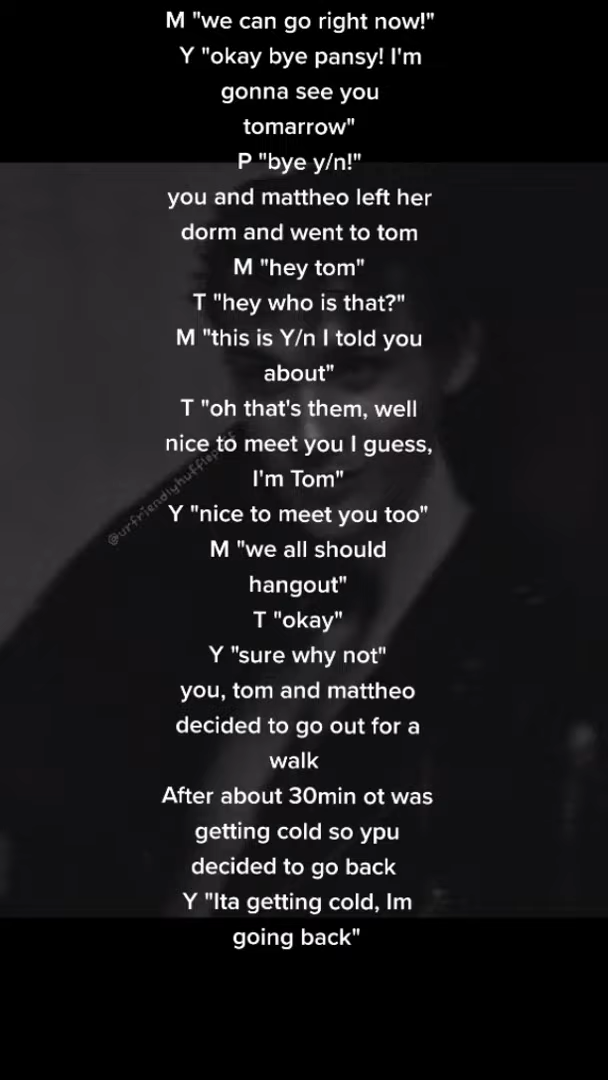 M "we can go right now!"
Y "okay bye pansy! I'm
gonna see you
tomarrow"
P "bye y/n!"
you and mattheo left her
dorm and went to tom
M "hey tom"
T "hey who is that?"
M "this is Y/n I told you
about"
T "oh that's them, well
nice to meet you I guess,
I'm Tom"
Y "nice to meet you too"
M "we all should
hangout"
T "okay"
Y "sure why not"
you, tom and mattheo
decided to go out for a
walk
After about 30min ot was
getting cold so ypu
decided to go back
Y "Ita getting cold, Im
going back"